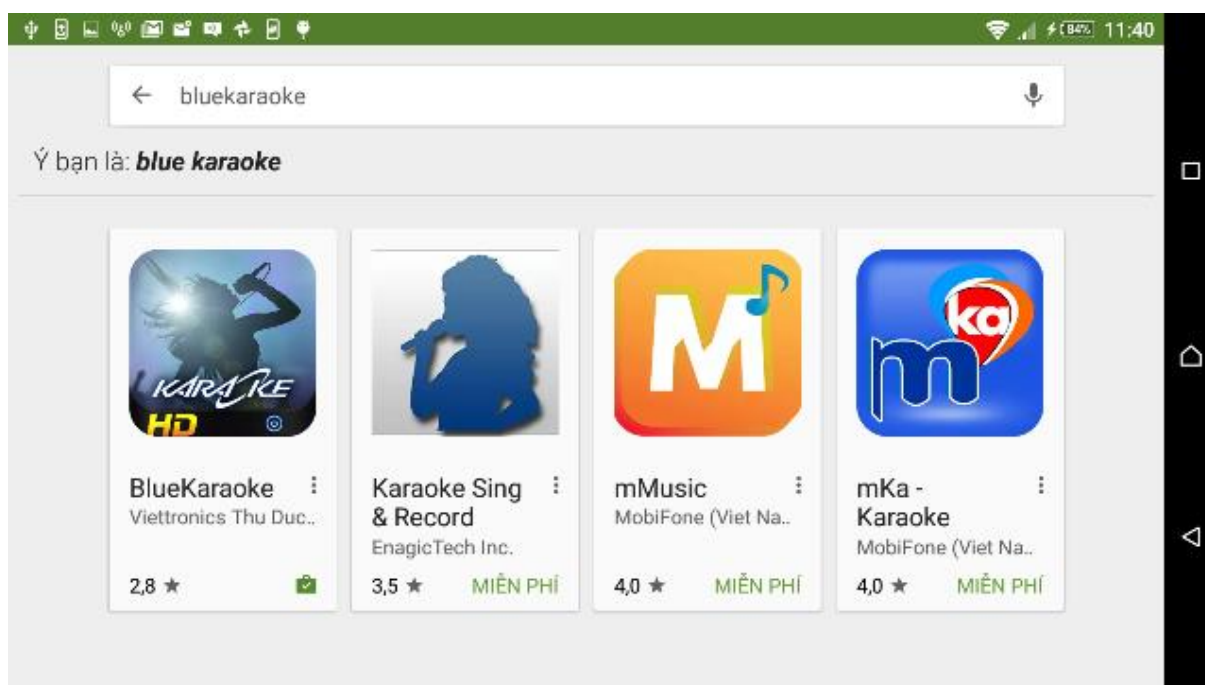 84%
11:40
bluekaraoke
Ý bạn là: blue karaoke
KARAOKE
HD
BlueKaraoke
Viettronics Thu Duc..
2,8
Karaoke Sing
& Record
EnagicTech Inc.
3,5 MIỄN PHÍ
M
mMusic
MobiFone (Viet Na..
4,0 MIỄN PHÍ
m
ka
mKa -
Karaoke
MobiFone (Viet Na..
4,0 MIỄN PHÍ